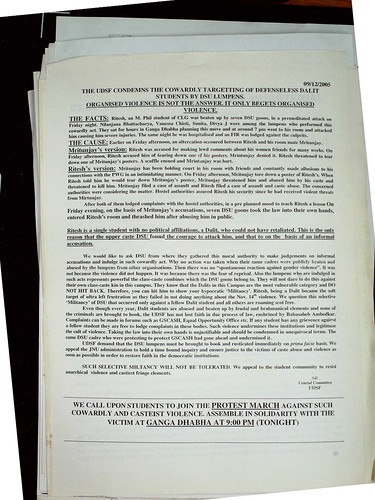 09/12/2005
THE UDSF CONDEMNS THE COWARDLY TARGETTING OF DEFENSELESS DALIT
STUDENTS BY DSU LUMPENS.
ORGANISED VIOLENCE IS NOT THE ANSWER. IT ONLY BEGETS ORGANISED
VIOLENCE.
THE FACTS: Ritesh, an M. Phil student of CLG was beaten up by seven DSU goons, in a premeditated attack on
Friday night. Nilanjana Bhattacharya, Vaneeta Chisti, Sunita, Divya J were among the lumpens who performed this
cowardly act. They sat for hours in Ganga Dhabha planning this move and at around 7 pm went to his room and attacked
him causing him severe injuries. The same night he was hospitalised and an FIR was lodged against the culprits.
THE CAUSE: Earlier on Friday afternoon, an altercation occurred between Ritesh and his room mate Mritunjay.
Mritunjay's version: Ritesh was accused for making lewd comments about his women friends for many weeks. On
Friday afternoon, Ritesh accused him of tearing down one of his posters. Mritunjay denied it. Ritesh threatened to tear
down one of Mritunjay's posters. A scuffle ensued and Mritunjay was hurt.
Ritesh's version: Mritunjay has been holding court in his room with friends and constantly made allusions to his
connections with the PWG in an intimidating manner. On Friday afternoon, Mritunjay tore down a poster of Ritesh's. When
Ritesh told him he would tear down Mritunjay's poster, Mritunjay threatened him and abused him by his caste and
threatened to kill him. Mritunjay filed a case of assault and Ritesh filed a case of assault and caste abuse. The concerned
authorities were considering the matter. Hostel authorities assured Ritesh his security since he had received violent threats
from Mritunjay.
After both of them lodged complaints with the hostel authorities, in a pre planned mood to teach Ritesh a lesson On
Friday evening, on the basis of Mritunjay's accusations, seven DSU goons took the law into their own hands,
entered Ritesh's room and thrashed him after abusing him in public.
Ritesh is a single student with no political affiliations, a Dalit, who could not have retaliated. This is the only
reason that the upper caste DSU found the courage to attack him, and that to on the basis of an informal
accusation.
We would like to ask DSU from where they gathered this moral authority to make judgements on informal
accusations and indulge in such cowardly act. Why no action was taken when their same cadres were publicly beaten and
abused by the lumpens from other organisations. Then there was no "spontaneous reaction against gender violence". It was
not because the violence did not happen. It was because there was the fear of reprisal. Also the lumpens who are indulged in
such acts represent powerful the class-caste combines which the DSU goons belong to. They will not dare to do this against
their own class-caste kin in this campus. They know that the Dalits in this Campus are the most vulnerable category and DO
NOT HIT BACK. Therefore, you can hit him to show your hypocratic 'Militancy'. Ritesh, being a Dalit became the soft
target of ultra left frustration as they failed in not doing anything about the Nov. 14th violence. We question this selective
'Militancy' of DSU that occurred only against a fellow Dalit student and all others are roaming scot free.
Even though every year, Dalit students are abused and beaten up by feudal and brahmanical elements and none of
the criminals are brought to book, the UDSF has not lost faith in due process of law, enshrined by Babasaheb Ambedkar.
Complaints can be made in forums such as GSCASH, Equal Opportunity Office etc. If any student has any grievance against
a fellow student they are free to lodge complaints in these bodies. Such violence undermines these institutions and legitimises
the cult of violence. Taking the law into their own hands is unjustifiable and should be condemned in unequivocal terms. The
same DSU cadre who were protesting to protect GSCASH had gone ahead and undermined it.
UDSF demand that the DSU lumpens must be brought to book and rusticated immediately on prima facie basis. We
appeal the JNU administration to hold a time bound inquiry and ensure justice to the victims of caste abuse and violence as
soon as possible in order to restore faith in the democratic institutions.
SUCH SELECTIVE MILTANCY WILL NOT BE TOLERATED. We appeal to the student community to resist
anarchical violence and casteist fringe elements.
Sd/
Central Committee
UDSF
WE CALL UPON STUDENTS TO JOIN THE PROTEST MARCH AGAINST SUCH
COWARDLY AND CASTEIST VIOLENCE. ASSEMBLE IN SOLIDARITY WITH THE
VICTIM AT GANGA DHABHA AT 9:00 PM (TONIGHT)